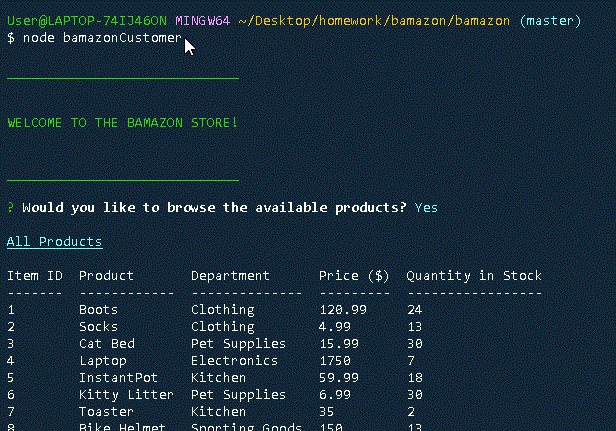 User@LAPTOP-74IJ46ON MINGW64 ~/Desktop/homework/bamazon/bamazon (master)
$ node bamazonCustomer
_____________________________
WELCOME TO THE BAMAZON STORE!
_____________________________
? Would you like to browse the available products? Yes
All Products
Item ID  Product       Department      Price ($)  Quantity in Stock
-------  ------------  --------------  ---------  -----------------
1        Boots         Clothing        120.99     24
2        Socks         Clothing        4.99       13
3        Cat Bed       Pet Supplies    15.99      30
4        Laptop        Electronics     1750       7
5        InstantPot    Kitchen         59.99      18
6        Kitty Litter  Pet Supplies    6.99       30
7        Toaster       Kitchen         35         2
8        Bike Helmet   Sporting Goods  150        13